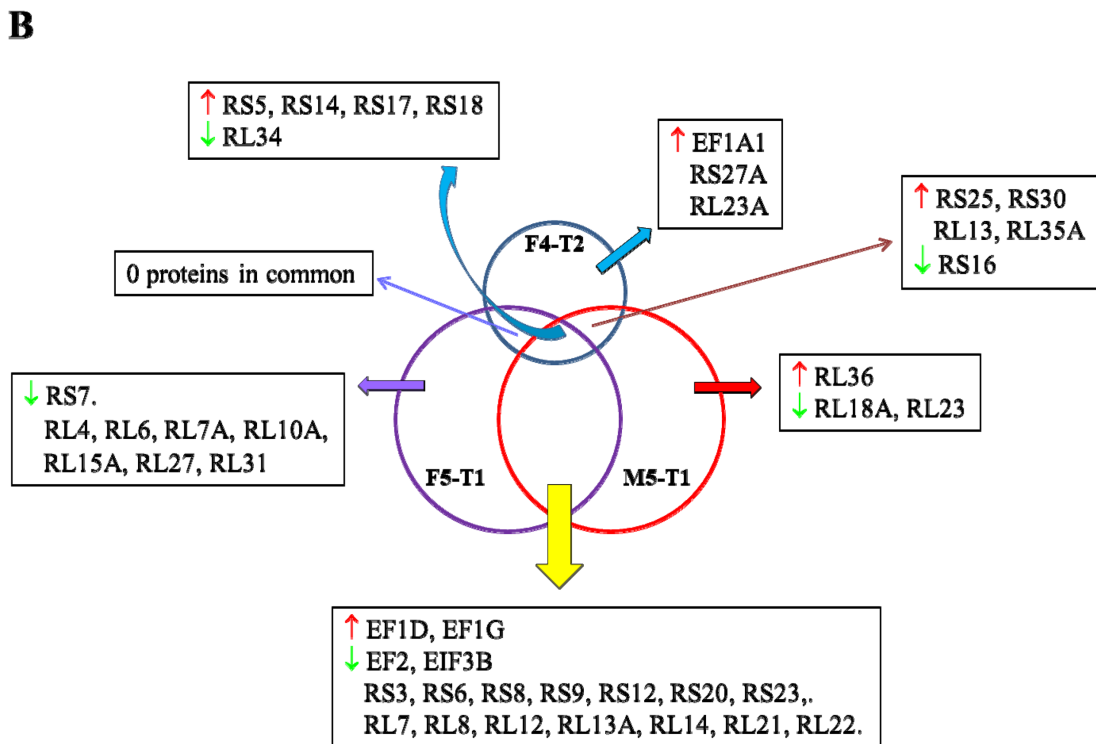 B
↑ RS5, RS14, RS17, RS18
↓ RL34
↑ EF1A1
RS27A
RL23A
↑ RS25, RS30
RL13, RL35A
↓ RS16
F4-T2
0 proteins in common
↑ RL36
↓ RL18A, RL23
↓ RS7.
RL4, RL6, RL7A, RL10A,
RL15A, RL27, RL31
F5-T1
M5-T1
↑ EF1D, EF1G
↓ EF2, EIF3B
RS3, RS6, RS8, RS9, RS12, RS20, RS23,.
RL7, RL8, RL12, RL13A, RL14, RL21, RL22.